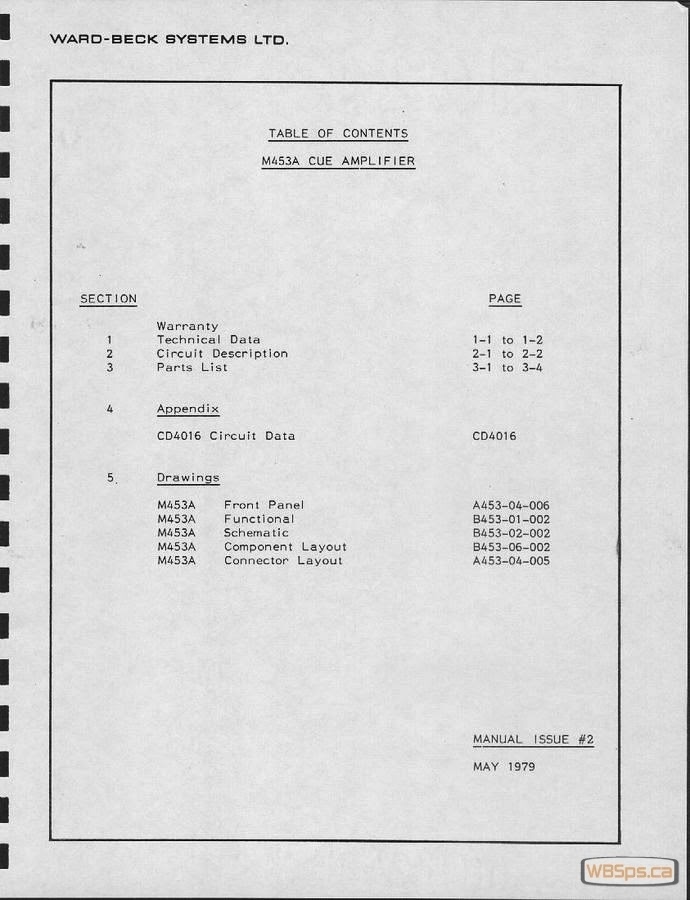 WARD-BECK SYSTEMS LTD.
TABLE OF CONTENTS
M453A CUE AMPLIFIER
SECTION PAGE
Warranty
1 Technical Data 1-1 to 1-2
2 Circuit Description 2-1 to 2-2
3 Parts List 3-1 to 3-4
4 Appendix
CD4016 Circuit Data CD4016
5. Drawings
M453A Front Panel A453-04-006
M453A Functional B453-01-002
M453A Schematic B453-02-002
M453A Component Layout B453-06-002
M453A Connector Layout A453-04-005
MANUAL ISSUE #2
MAY 1979
WBSps.ca